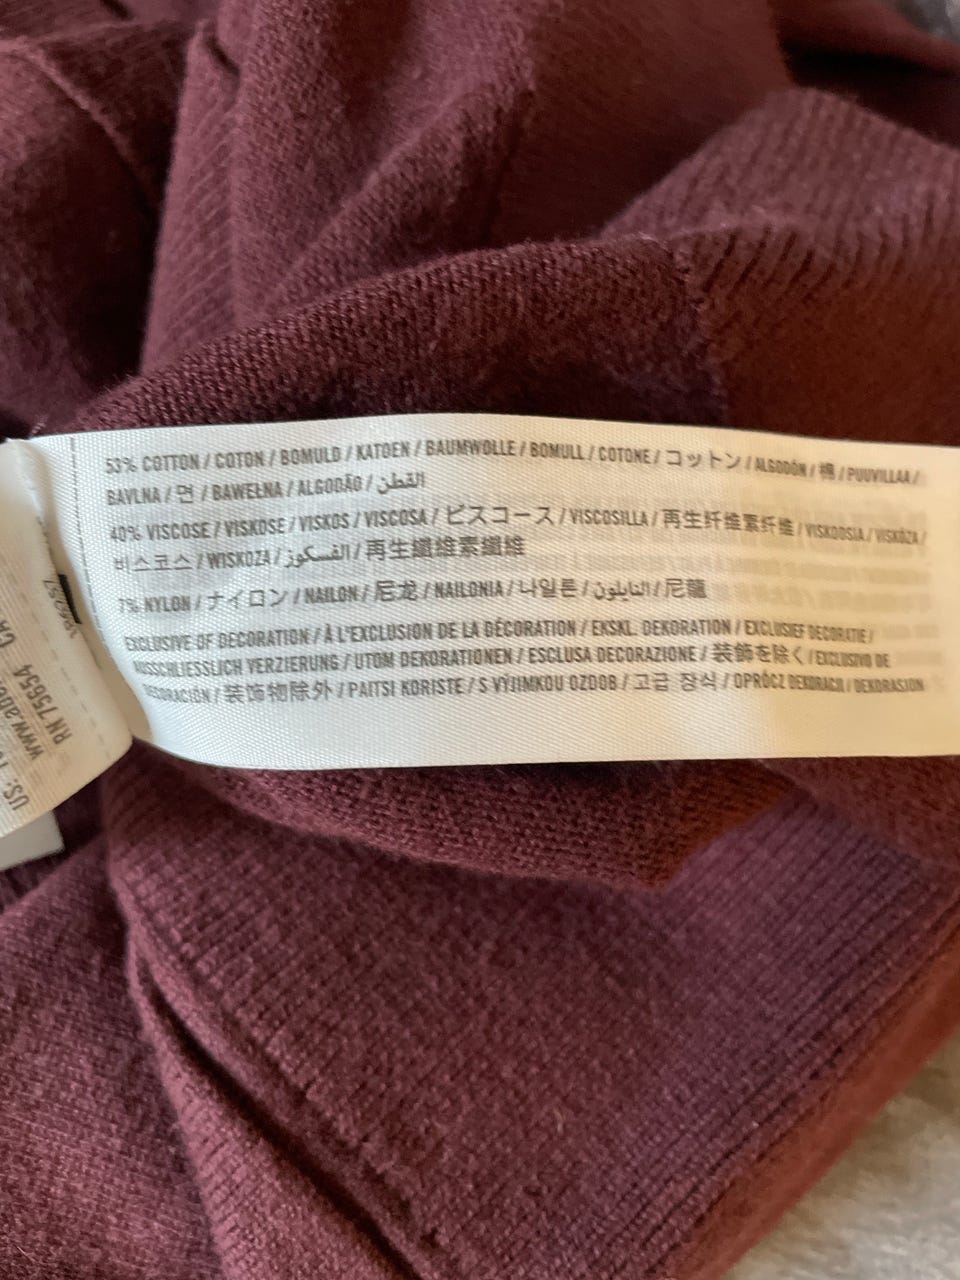 53% COTTON / COTON / BOMULD / KATOEN / BAUMWOLLE / BOMULL / COTONE / コットン / ALGODÓN / 棉 / PUUVILLAA /
BAVLNA / 면 / BAWEŁNA / ALGODÃO / القطن
40% VISCOSE / VISKOSE / VISKOS / VISCOSA / ビスコース / VISCOSILLA / 再生纤维素纤维 / VISKOOSIA / VISKÓZA /
비스코스 / WISKOZA / الفسكوز / 再生纖維素纖維
7% NYLON / ナイロン / NAILON / 尼龙 / NAILONIA / 나일론 / النايلون / 尼龍
EXCLUSIVE OF DECORATION / À L'EXCLUSION DE LA DÉCORATION / EKSKL. DEKORATION / EXCLUSIEF DECORATIE /
AUSSCHLIESSLICH VERZIERUNG / UTOM DEKORATIONEN / ESCLUSA DECORAZIONE / 装飾を除く / EXCLUSIVO DE
DECORACIÓN / 装饰物除外 / PAITSI KORISTE / S VÝJIMKOU OZDOB / 고급 장식 / OPRÓCZ DEKORACJI / DEKORASION
US:
www.
RN 75654 CA